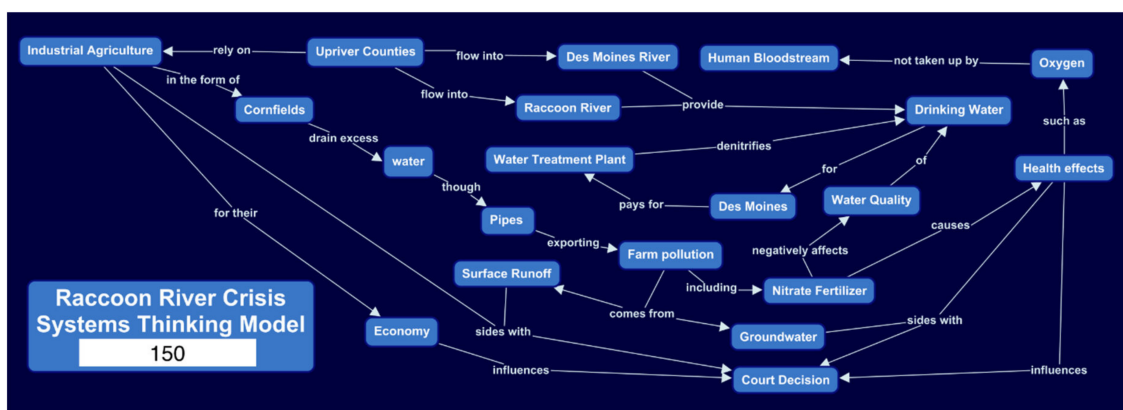 Industrial Agriculture
rely on
Upriver Counties
flow into
Des Moines River
Human Bloodstream
not taken up by
Oxygen
in the form of
Cornfields
flow into
Raccoon River
provide
Drinking Water
such as
drain excess
water
Water Treatment Plant
denitrifies
of
Health effects
for
though
pays for
Des Moines
Water Quality
for their
Pipes
causes
exporting
Farm pollution
negatively affects
Surface Runoff
including
Nitrate Fertilizer
Raccoon River Crisis
Systems Thinking Model
150
comes from
Economy
sides with
Groundwater
sides with
influences
Court Decision
influences